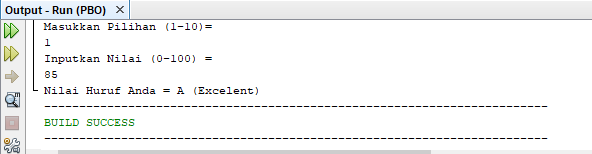 Output - Run (PBO)
Masukkan Pilihan (1-10)=
1
Inputkan Nilai (0-100) =
85
Nilai Huruf Anda = A (Excelent)
------------------------------------------------------------------------
BUILD SUCCESS
------------------------------------------------------------------------